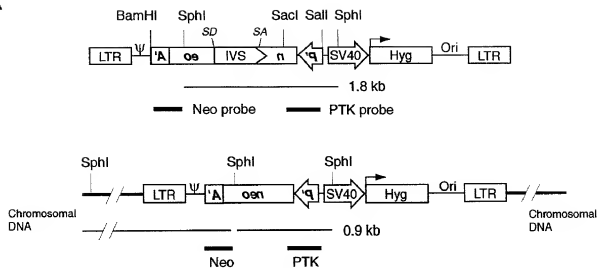 BamHI SphI SacI SalI SphI
SD SA
LTR ψ A' eo IVS n P' SV40 Hyg Ori LTR
1.8 kb
Neo probe PTK probe
SphI SphI SphI
LTR ψ A' neo P' SV40 Hyg Ori LTR
Chromosomal DNA 0.9 kb Chromosomal DNA
Neo PTK